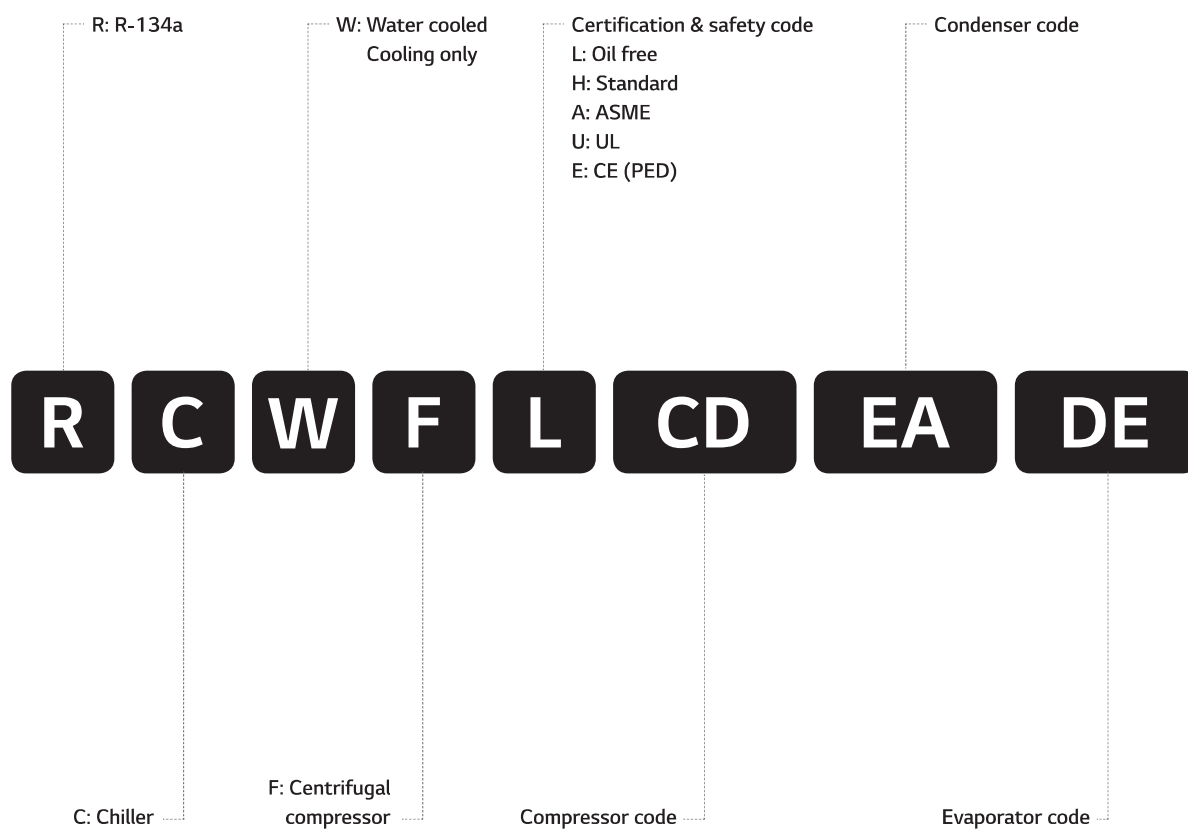 R: R-134a
W: Water cooled
Cooling only
Certification & safety code
L: Oil free
H: Standard
A: ASME
U: UL
E: CE (PED)
Condenser code
R C W F L CD EA DE
C: Chiller
F: Centrifugal
compressor
Compressor code
Evaporator code